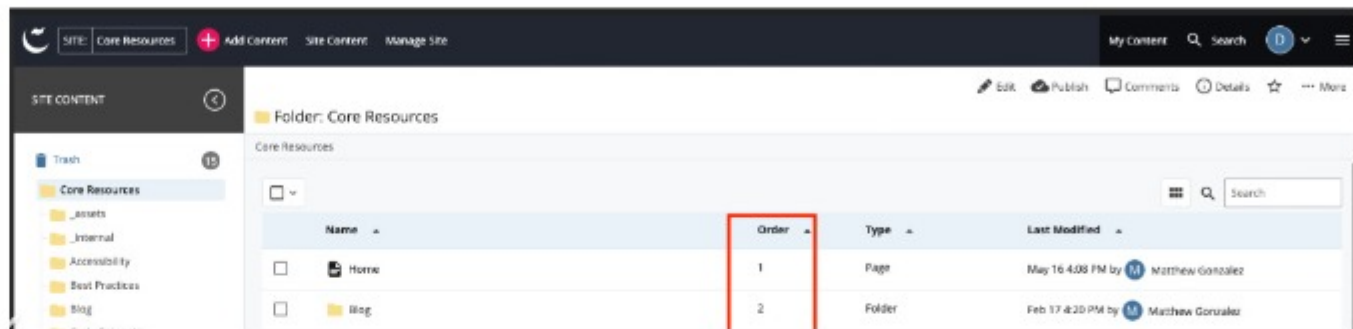 SITE: Core Resources Add Content Site Content Manage Site My Content Search D
SITE CONTENT
Edit Publish Comments Details More
Folder: Core Resources
Core Resources
Trash 15
Core Resources
_assets
_internal
Accessibility
Best Practices
Blog
Search
Name Order Type Last Modified
Home 1 Page May 16 4:08 PM by M Matthew Gonzalez
Blog 2 Folder Feb 17 4:20 PM by M Matthew Gonzalez